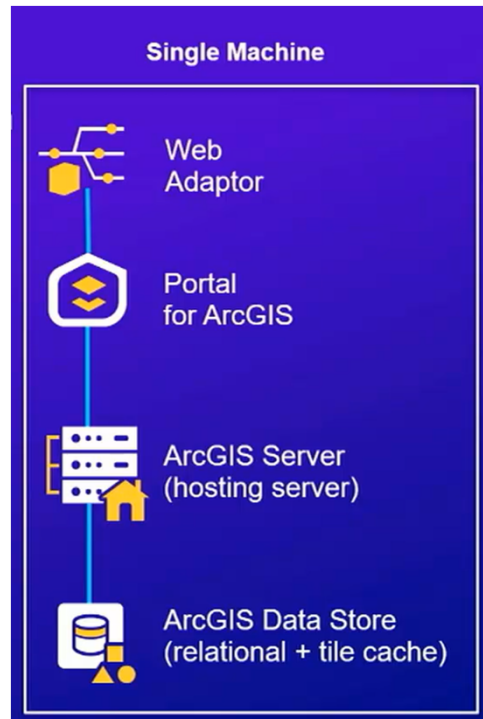 Single Machine
Web
Adaptor
Portal
for ArcGIS
ArcGIS Server
(hosting server)
ArcGIS Data Store
(relational + tile cache)